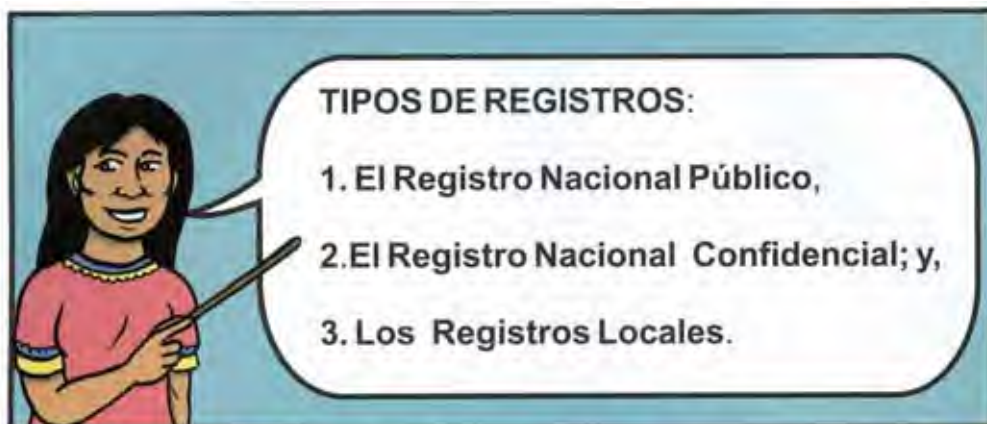 TIPOS DE REGISTROS:
1. El Registro Nacional Público,
2.El Registro Nacional Confidencial; y,
3. Los Registros Locales.